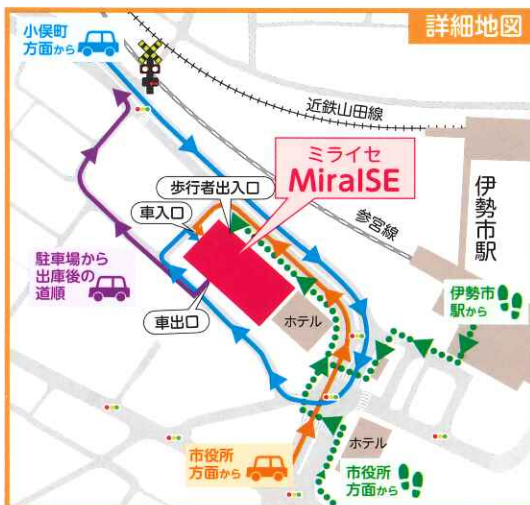 詳細地図
小俣町
方面から
近鉄山田線
ミライセ
MiraISE
歩行者出入口
車入口
参宮線
伊勢市駅
駐車場から
出庫後の
道順
車出口
ホテル
伊勢市
駅から
ホテル
市役所
方面から
市役所
方面から